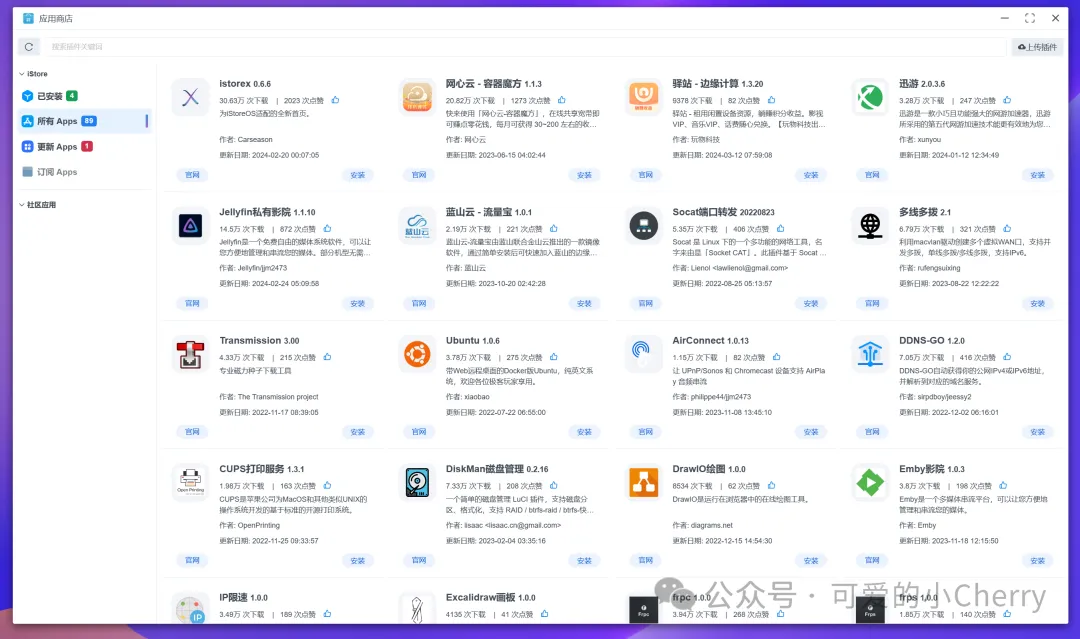 应用商店
搜索插件关键词
上传插件
iStore
已安装 4
所有 Apps 89
更新 Apps 1
订阅 Apps
社区应用
istorex 0.6.6
30.63万 次下载 | 2023 次点赞
为iStoreOS适配的全新首页。
作者: Carseason
更新日期: 2024-02-20 00:07:05
官网
安装
网心云 - 容器魔方 1.1.3
20.82万 次下载 | 1273 次点赞
快来使用「网心云-容器魔方」，在线共享宽带即
可赚点零花钱，每月可获得 30~200 左右的收…
作者: 网心云
更新日期: 2023-06-15 04:02:44
官网
安装
驿站 - 边缘计算 1.3.20
9378 次下载 | 82 次点赞
驿站 - 租用闲置设备资源，躺赚积分收益。影视
VIP、音乐VIP、话费随心兑换。【玩物科技出…
作者: 玩物科技
更新日期: 2024-03-12 07:59:08
官网
安装
迅游 2.0.3.6
3.28万 次下载 | 247 次点赞
迅游是一款小巧且功能强大的网游加速器，迅游
所采用的第五代网游加速技术能更有效地为您…
作者: xunyou
更新日期: 2024-01-12 12:34:49
官网
安装
Jellyfin私有影院 1.1.10
14.5万 次下载 | 872 次点赞
Jellyfin是一个免费自由的媒体系统软件，可以让
您方便地管理和串流您的媒体。部分机型无需…
作者: Jellyfin/jjm2473
更新日期: 2024-02-24 05:09:58
官网
安装
蓝山云
蓝山云 - 流量宝 1.0.1
2.19万 次下载 | 221 次点赞
蓝山云-流量宝由蓝山联合金山云推出的一款镜像
软件，通过简单安装后可快速加入蓝山的边缘…
作者: 蓝山云
更新日期: 2023-10-20 02:42:28
官网
安装
Socat端口转发 20220823
5.35万 次下载 | 406 次点赞
Socat 是 Linux 下的一个多功能的网络工具，名
字来由是「Socket CAT」。此插件基于 Socat …
作者: Lienol <lawlienol@gmail.com>
更新日期: 2022-08-25 05:13:57
官网
安装
多线多拨 2.1
6.79万 次下载 | 321 次点赞
利用macvlan驱动创建多个虚拟WAN口，支持并
发多拨，单线多拨/多线多拨，支持IPv6。
作者: rufengsuixing
更新日期: 2023-08-22 12:22:22
官网
安装
Transmission 3.00
4.33万 次下载 | 215 次点赞
专业磁力种子下载工具
作者: The Transmission project
更新日期: 2022-11-17 08:39:05
官网
安装
Ubuntu 1.0.6
3.78万 次下载 | 275 次点赞
带Web远程桌面的Docker版Ubuntu，纯英文系
统，欢迎各位极客玩家享用。
作者: xiaobao
更新日期: 2022-07-22 06:55:00
官网
安装
AirConnect 1.0.13
1.15万 次下载 | 82 次点赞
让 UPnP/Sonos 和 Chromecast 设备支持 AirPla
y 音频串流
作者: philippe44/jjm2473
更新日期: 2023-11-08 13:45:10
官网
安装
DDNS-GO 1.2.0
7.05万 次下载 | 416 次点赞
DDNS-GO自动获得你的公网IPv4或IPv6地址，
并解析到对应的域名服务。
作者: sirpdboy/jeessy2
更新日期: 2022-12-02 06:16:01
官网
安装
Open Printing
CUPS打印服务 1.3.1
1.98万 次下载 | 163 次点赞
CUPS是苹果公司为MacOS和其他类似UNIX的
操作系统开发的基于标准的开源打印系统。
作者: OpenPrinting
更新日期: 2022-11-25 09:33:57
官网
安装
DiskMan磁盘管理 0.2.16
7.33万 次下载 | 208 次点赞
一个简单的磁盘管理 LuCI 插件，支持磁盘分
区、格式化，支持 RAID / btrfs-raid / btrfs-快…
作者: lisaac <lisaac.cn@gmail.com>
更新日期: 2023-02-04 03:35:16
官网
安装
DrawIO绘图 1.0.0
8534 次下载 | 62 次点赞
DrawIO是运行在浏览器中的在线绘图工具。
作者: diagrams.net
更新日期: 2022-12-15 14:54:30
官网
安装
Emby影院 1.0.3
3.8万 次下载 | 198 次点赞
Emby是一个多媒体串流平台，可以让您方便地
管理和串流您的媒体。
作者: Emby
更新日期: 2023-11-18 12:15:50
官网
安装
IP
IP限速 1.0.0
3.49万 次下载 | 189 次点赞
Excalidraw画板 1.0.0
4135 次下载 | 41 次点赞
Frpc
frpc 1.0.0
3.94万 次下载 | 268 次点赞
Frps
frps 1.0.0
1.85万 次下载 | 140 次点赞
公众号 · 可爱的小Cherry